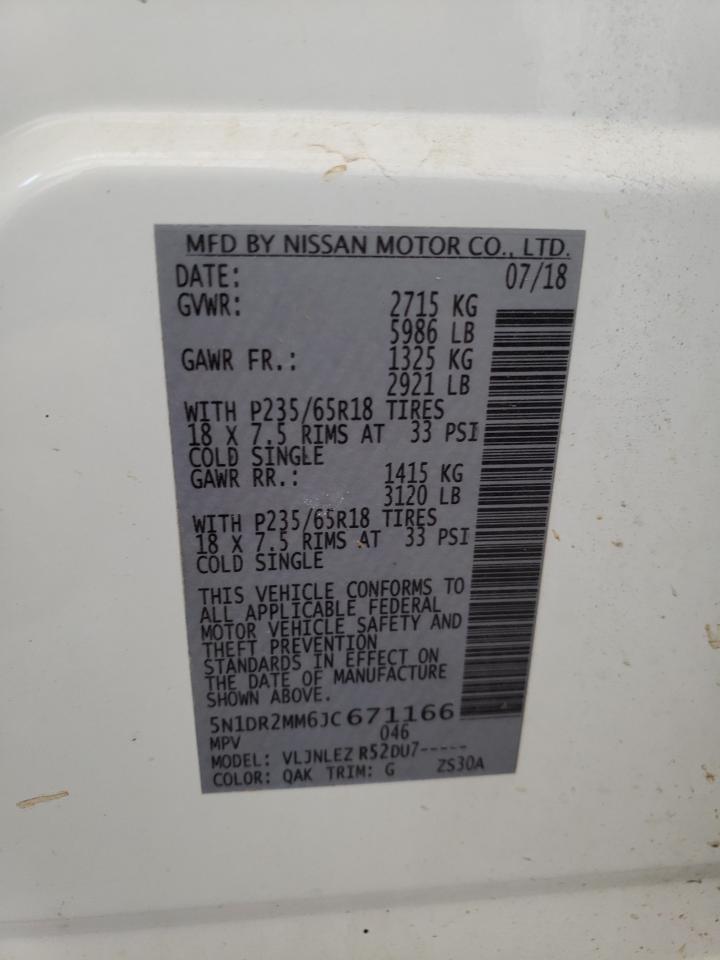 MFD BY NISSAN MOTOR CO., LTD.
DATE: 07/18
GVWR: 2715 KG
5986 LB
GAWR FR.: 1325 KG
2921 LB
WITH P235/65R18 TIRES
18 X 7.5 RIMS AT 33 PSI
COLD SINGLE
GAWR RR.: 1415 KG
3120 LB
WITH P235/65R18 TIRES
18 X 7.5 RIMS AT 33 PSI
COLD SINGLE
THIS VEHICLE CONFORMS TO
ALL APPLICABLE FEDERAL
MOTOR VEHICLE SAFETY AND
THEFT PREVENTION
STANDARDS IN EFFECT ON
THE DATE OF MANUFACTURE
SHOWN ABOVE.
5N1DR2MM6JC671166
MPV 046
MODEL: VLJNLEZ R52DU7-----
COLOR: QAK TRIM: G ZS30A